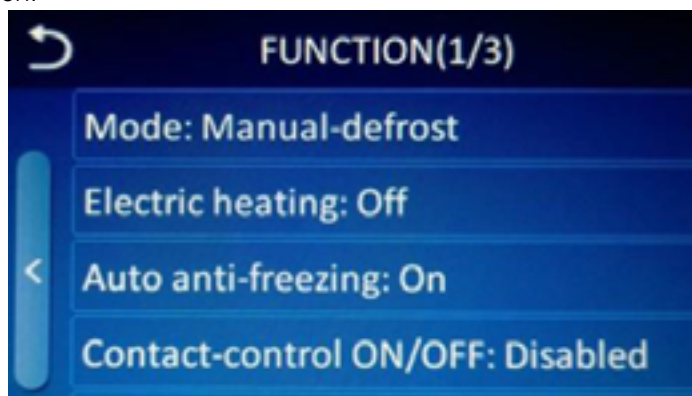 FUNCTION(1/3)
Mode: Manual-defrost
Electric heating: Off
Auto anti-freezing: On
Contact-control ON/OFF: Disabled